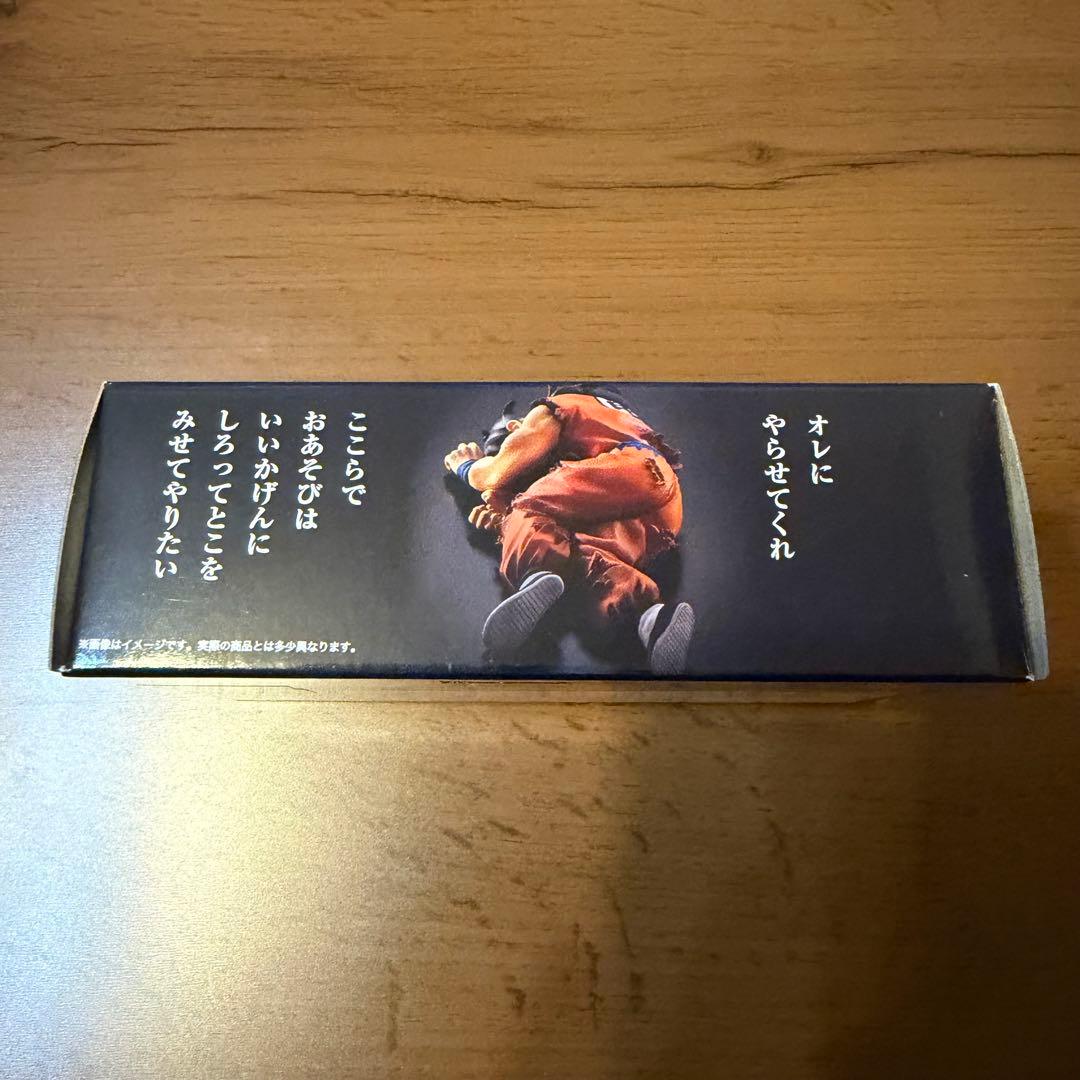 オレに
やらせてくれ
ここらで
おあそびは
いいかげんに
しろってとこを
みせてやりたい
※画像はイメージです。実際の商品とは多少異なります。